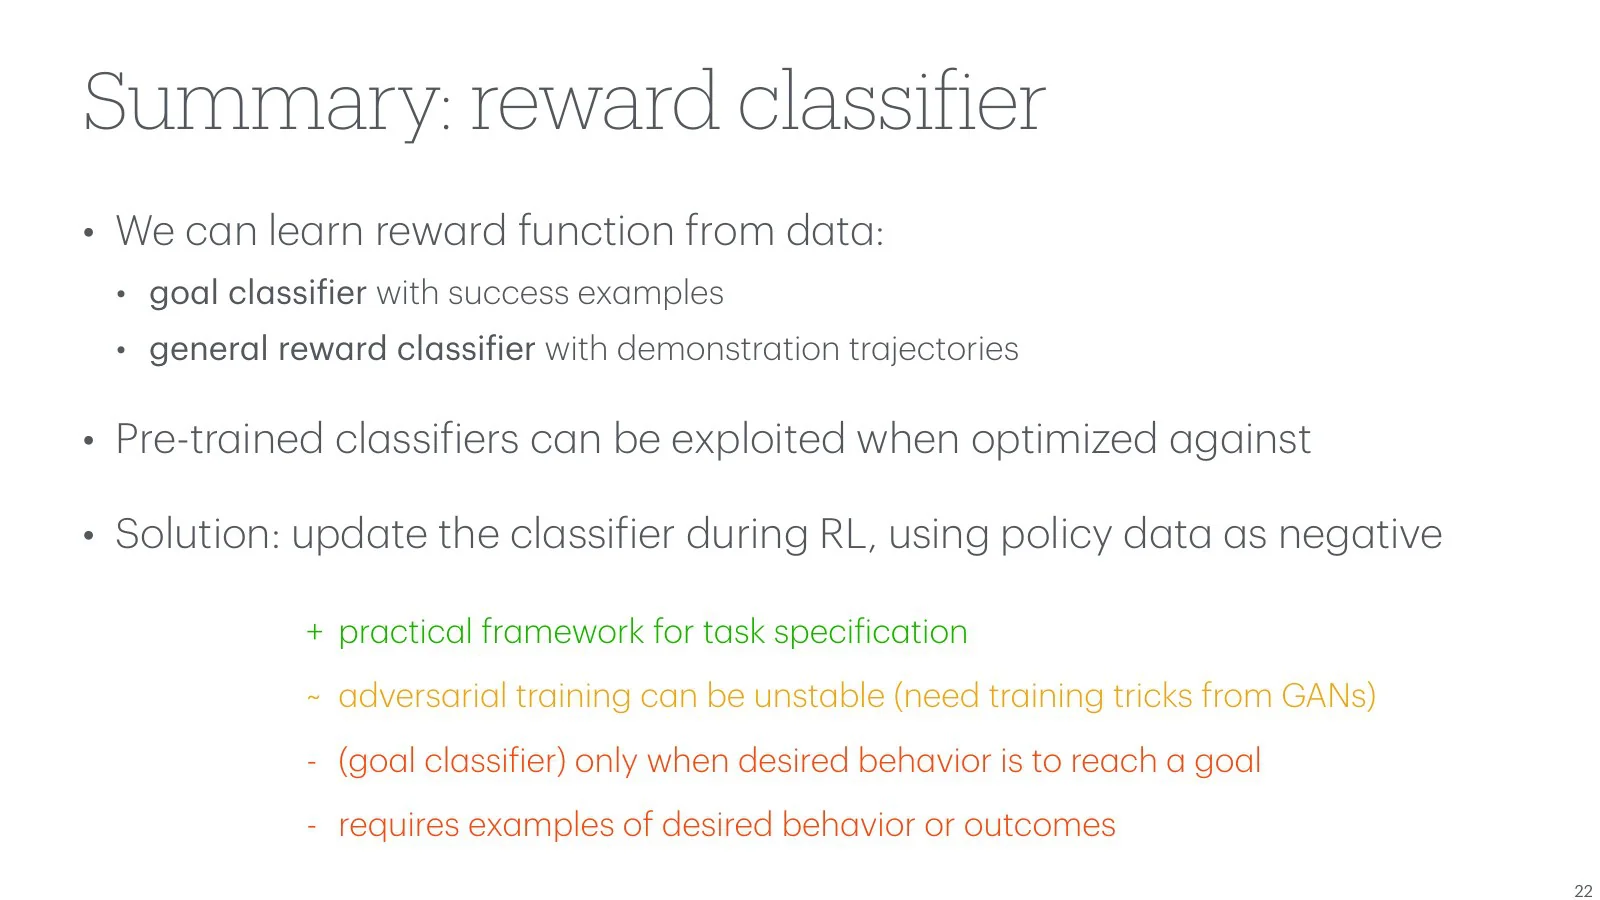 Summary: reward classifier
• We can learn reward function from data:
• goal classifier with success examples
• general reward classifier with demonstration trajectories
• Pre-trained classifiers can be exploited when optimized against
• Solution: update the classifier during RL, using policy data as negative
+ practical framework for task specification
~ adversarial training can be unstable (need training tricks from GANs)
- (goal classifier) only when desired behavior is to reach a goal
- requires examples of desired behavior or outcomes
22